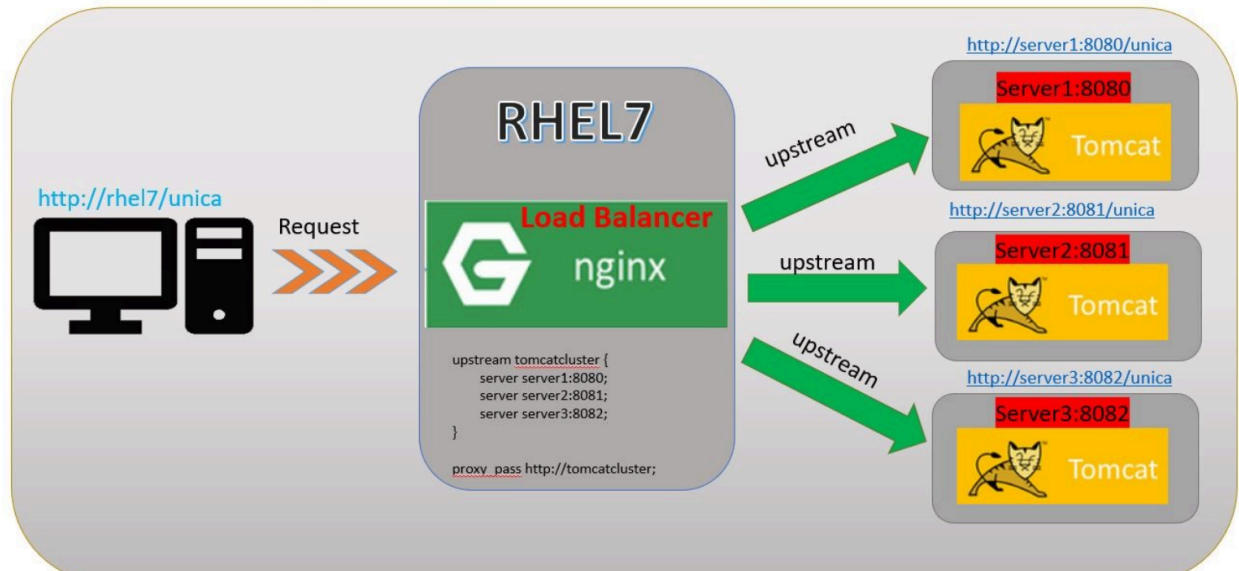 http://rhel7/unica
Request
RHEL7
Load Balancer
nginx
upstream tomcatcluster {
server server1:8080;
server server2:8081;
server server3:8082;
}
proxy_pass http://tomcatcluster;
upstream
upstream
upstream
http://server1:8080/unica
Server1:8080
Tomcat
http://server2:8081/unica
Server2:8081
Tomcat
http://server3:8082/unica
Server3:8082
Tomcat